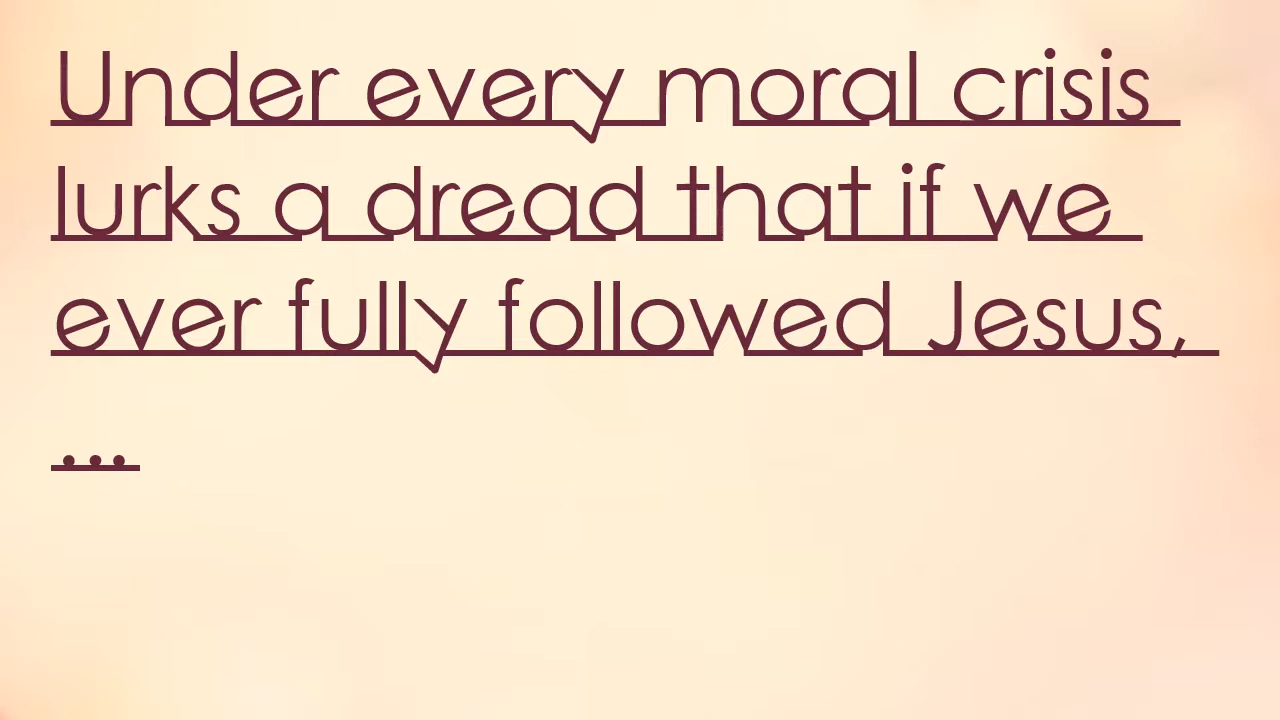 Under every moral crisis
lurks a dread that if we
ever fully followed Jesus,
...